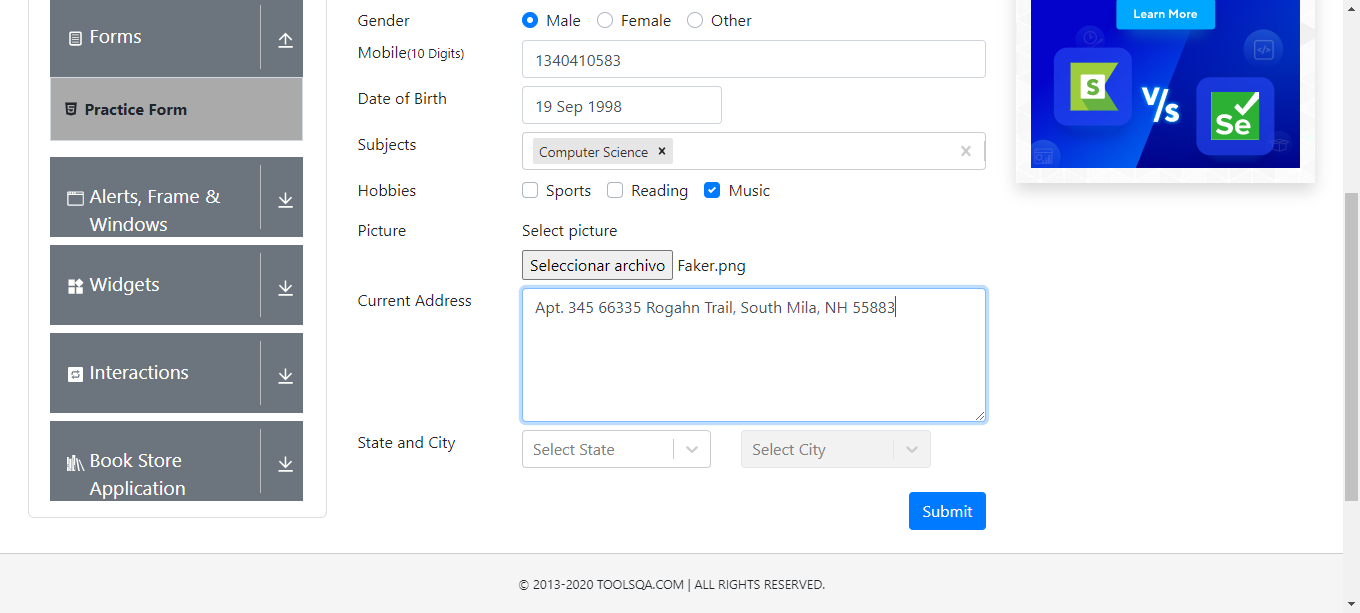 Forms
Practice Form
Alerts, Frame &
Windows
Widgets
Interactions
Book Store
Application
Gender
Male Female Other
Mobile(10 Digits)
1340410583
Date of Birth
19 Sep 1998
Subjects
Computer Science ×
×
Hobbies
Sports Reading Music
Picture
Select picture
Seleccionar archivo Faker.png
Current Address
Apt. 345 66335 Rogahn Trail, South Mila, NH 55883
State and City
Select State Select City
Submit
Learn More
S
V/s
Se
© 2013-2020 TOOLSQA.COM | ALL RIGHTS RESERVED.